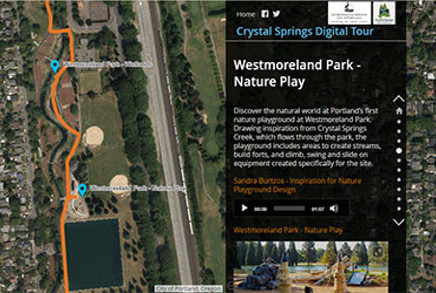 Home
Crystal Springs Digital Tour
Westmoreland Park - Wetlands
Westmoreland Park -
Nature Play
Discover the natural world at Portland's first
nature playground at Westmoreland Park.
Drawing inspiration from Crystal Springs
Creek, which flows through the park, the
playground includes areas to create streams,
build forts, and climb, swing and slide on
equipment created specifically for the site.
Sandra Burtzos - Inspiration for Nature
Playground Design
Westmoreland Park - Nature Play
00:00
01:07
Westmoreland Park - Nature Play
City of Portland, Oregon